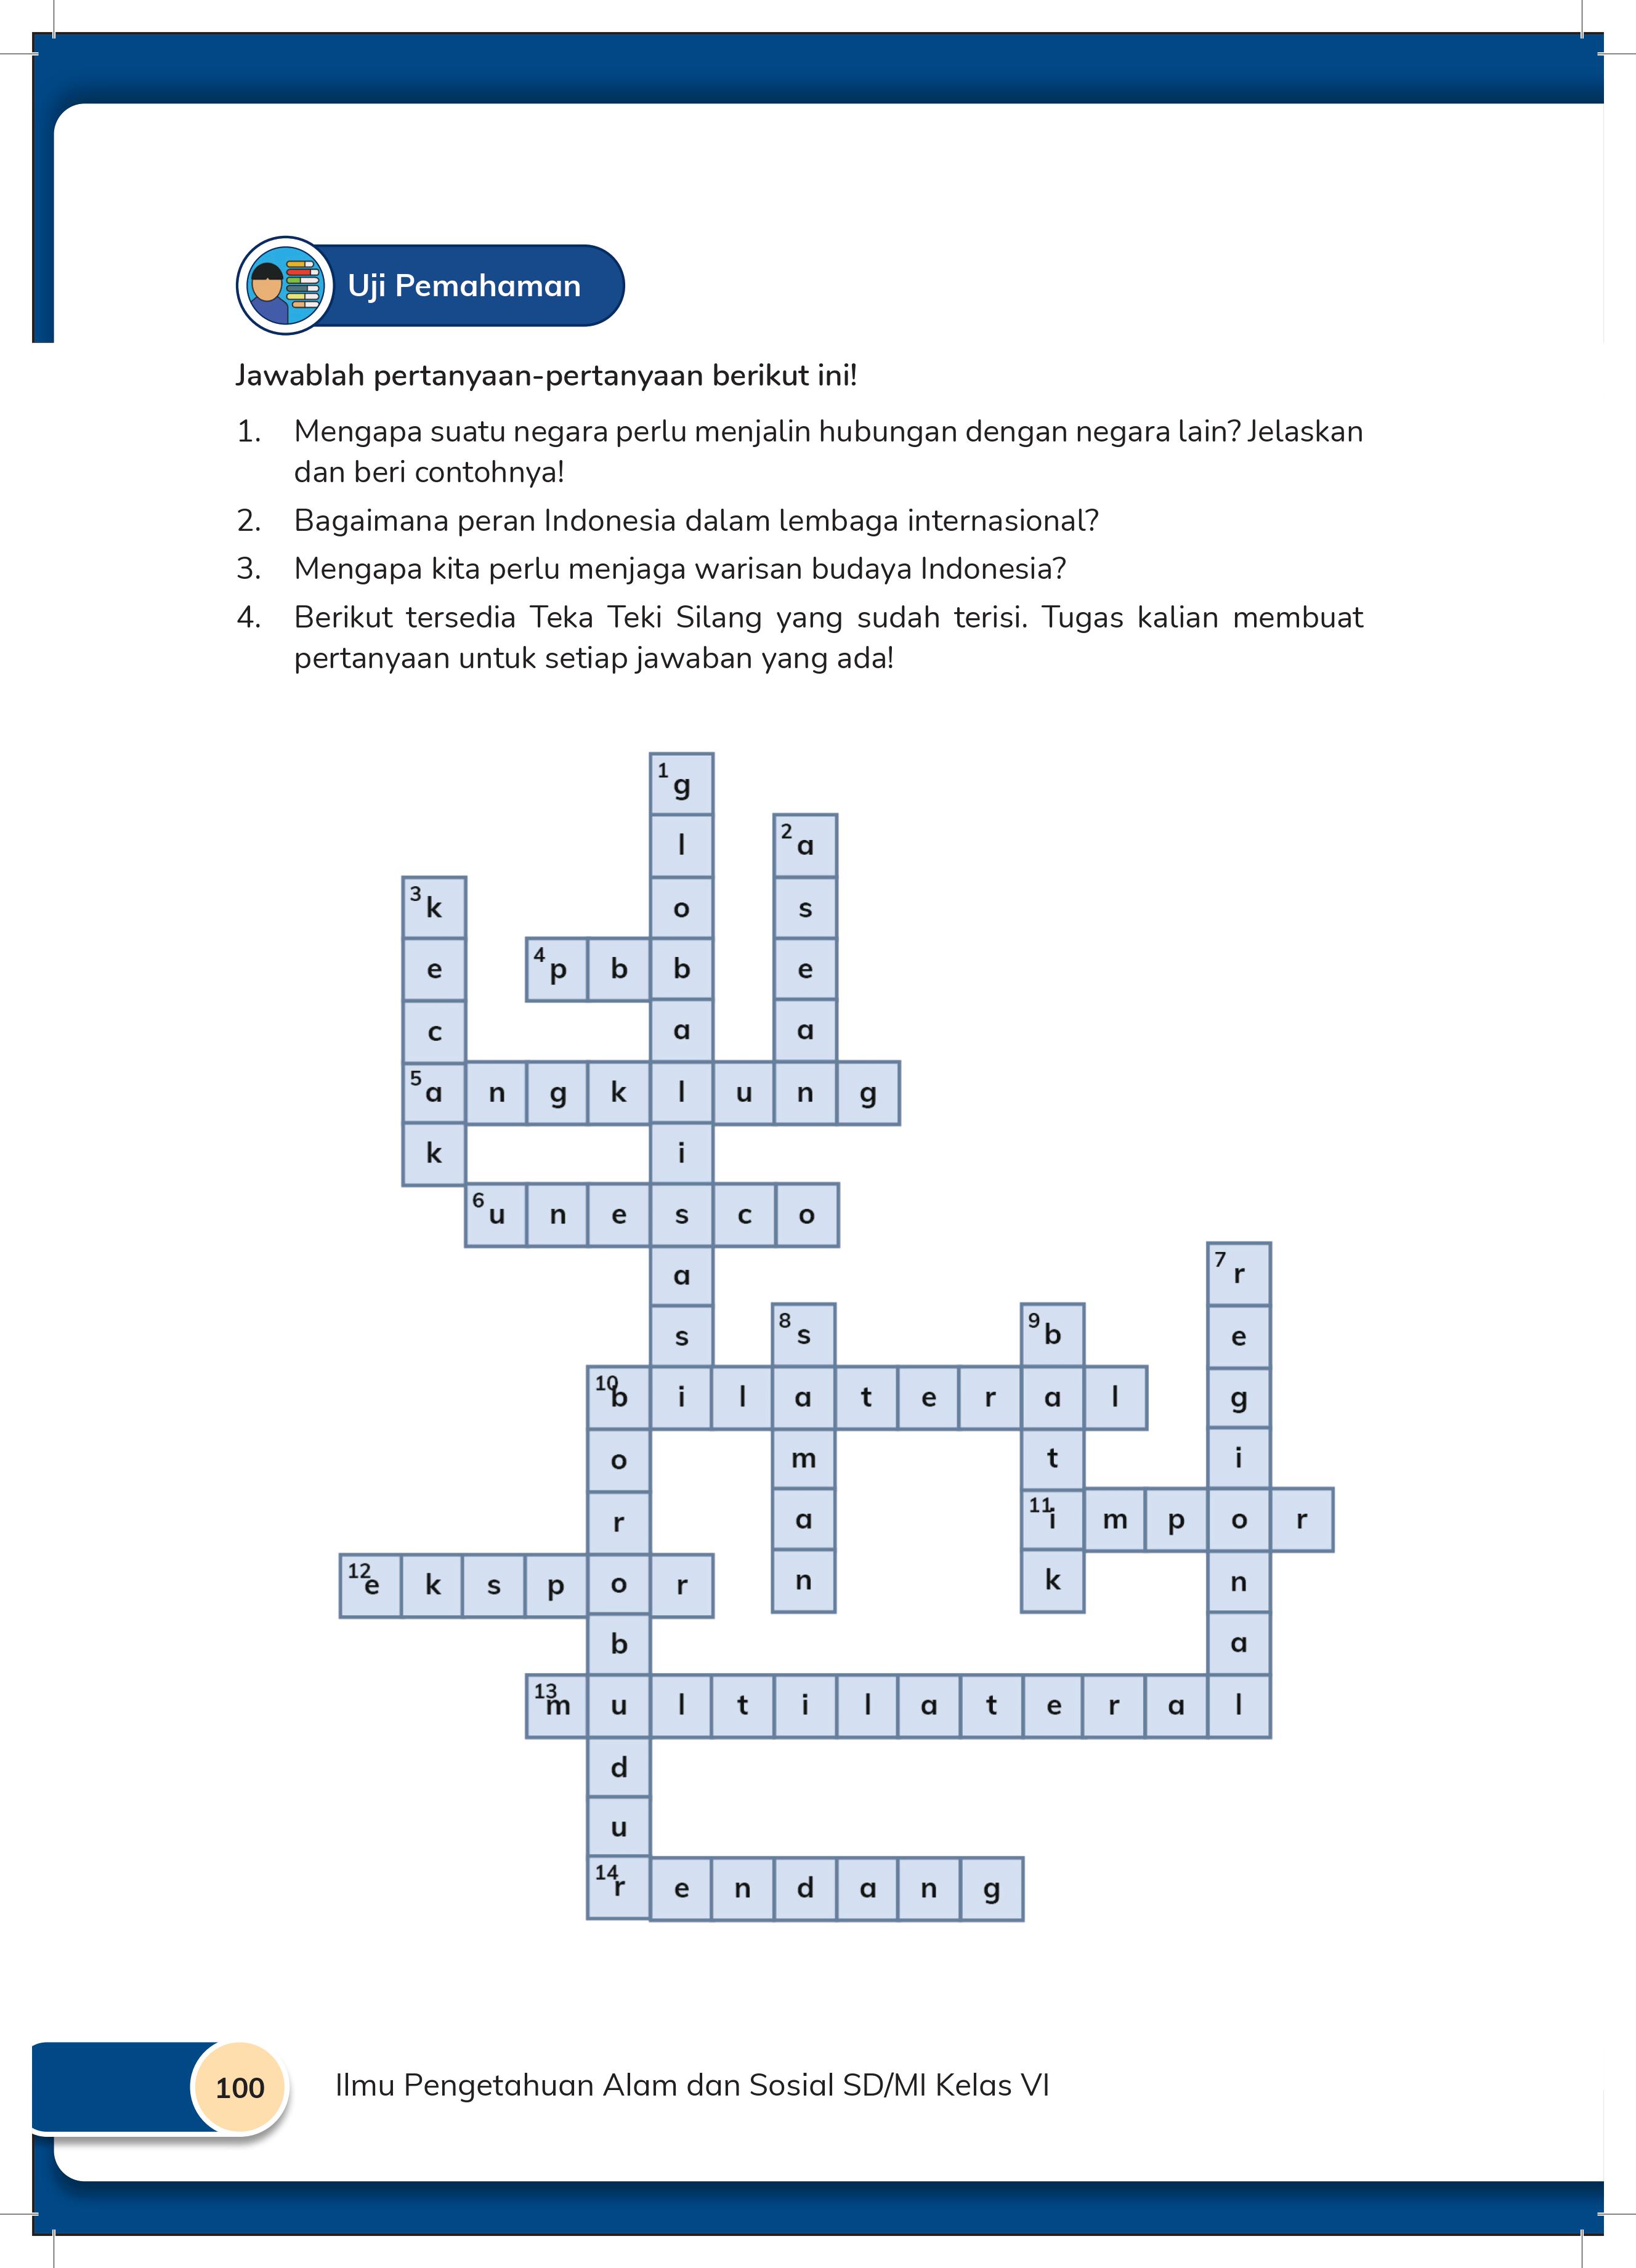 Uji Pemahaman
Jawablah pertanyaan-pertanyaan berikut ini!
1. Mengapa suatu negara perlu menjalin hubungan dengan negara lain? Jelaskan
dan beri contohnya!
2. Bagaimana peran Indonesia dalam lembaga internasional?
3. Mengapa kita perlu menjaga warisan budaya Indonesia?
4. Berikut tersedia Teka Teki Silang yang sudah terisi. Tugas kalian membuat
pertanyaan untuk setiap jawaban yang ada!
1 g
l 2 a
3 k o s
e 4 p b b e
c a a
5 a n g k l u n g
k i
6 u n e s c o
a 7 r
s 8 s 9 b e
10 b i l a t e r a l g
o m t i
r a 11 i m p o r
12 e k s p o r n k n
b a
13 m u l t i l a t e r a l
d
u
14 r e n d a n g
100 Ilmu Pengetahuan Alam dan Sosial SD/MI Kelas VI